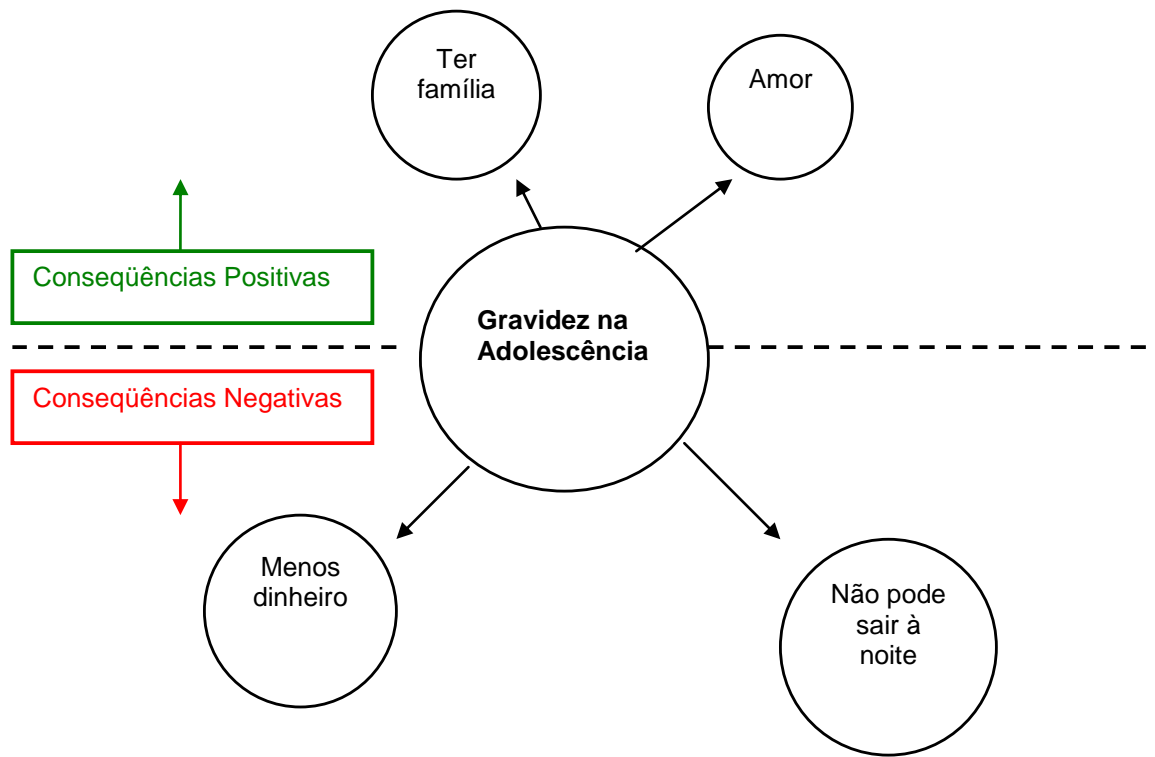 Ter
família
Amor
Conseqüências Positivas
Gravidez na
Adolescência
Conseqüências Negativas
Menos
dinheiro
Não pode
sair à
noite